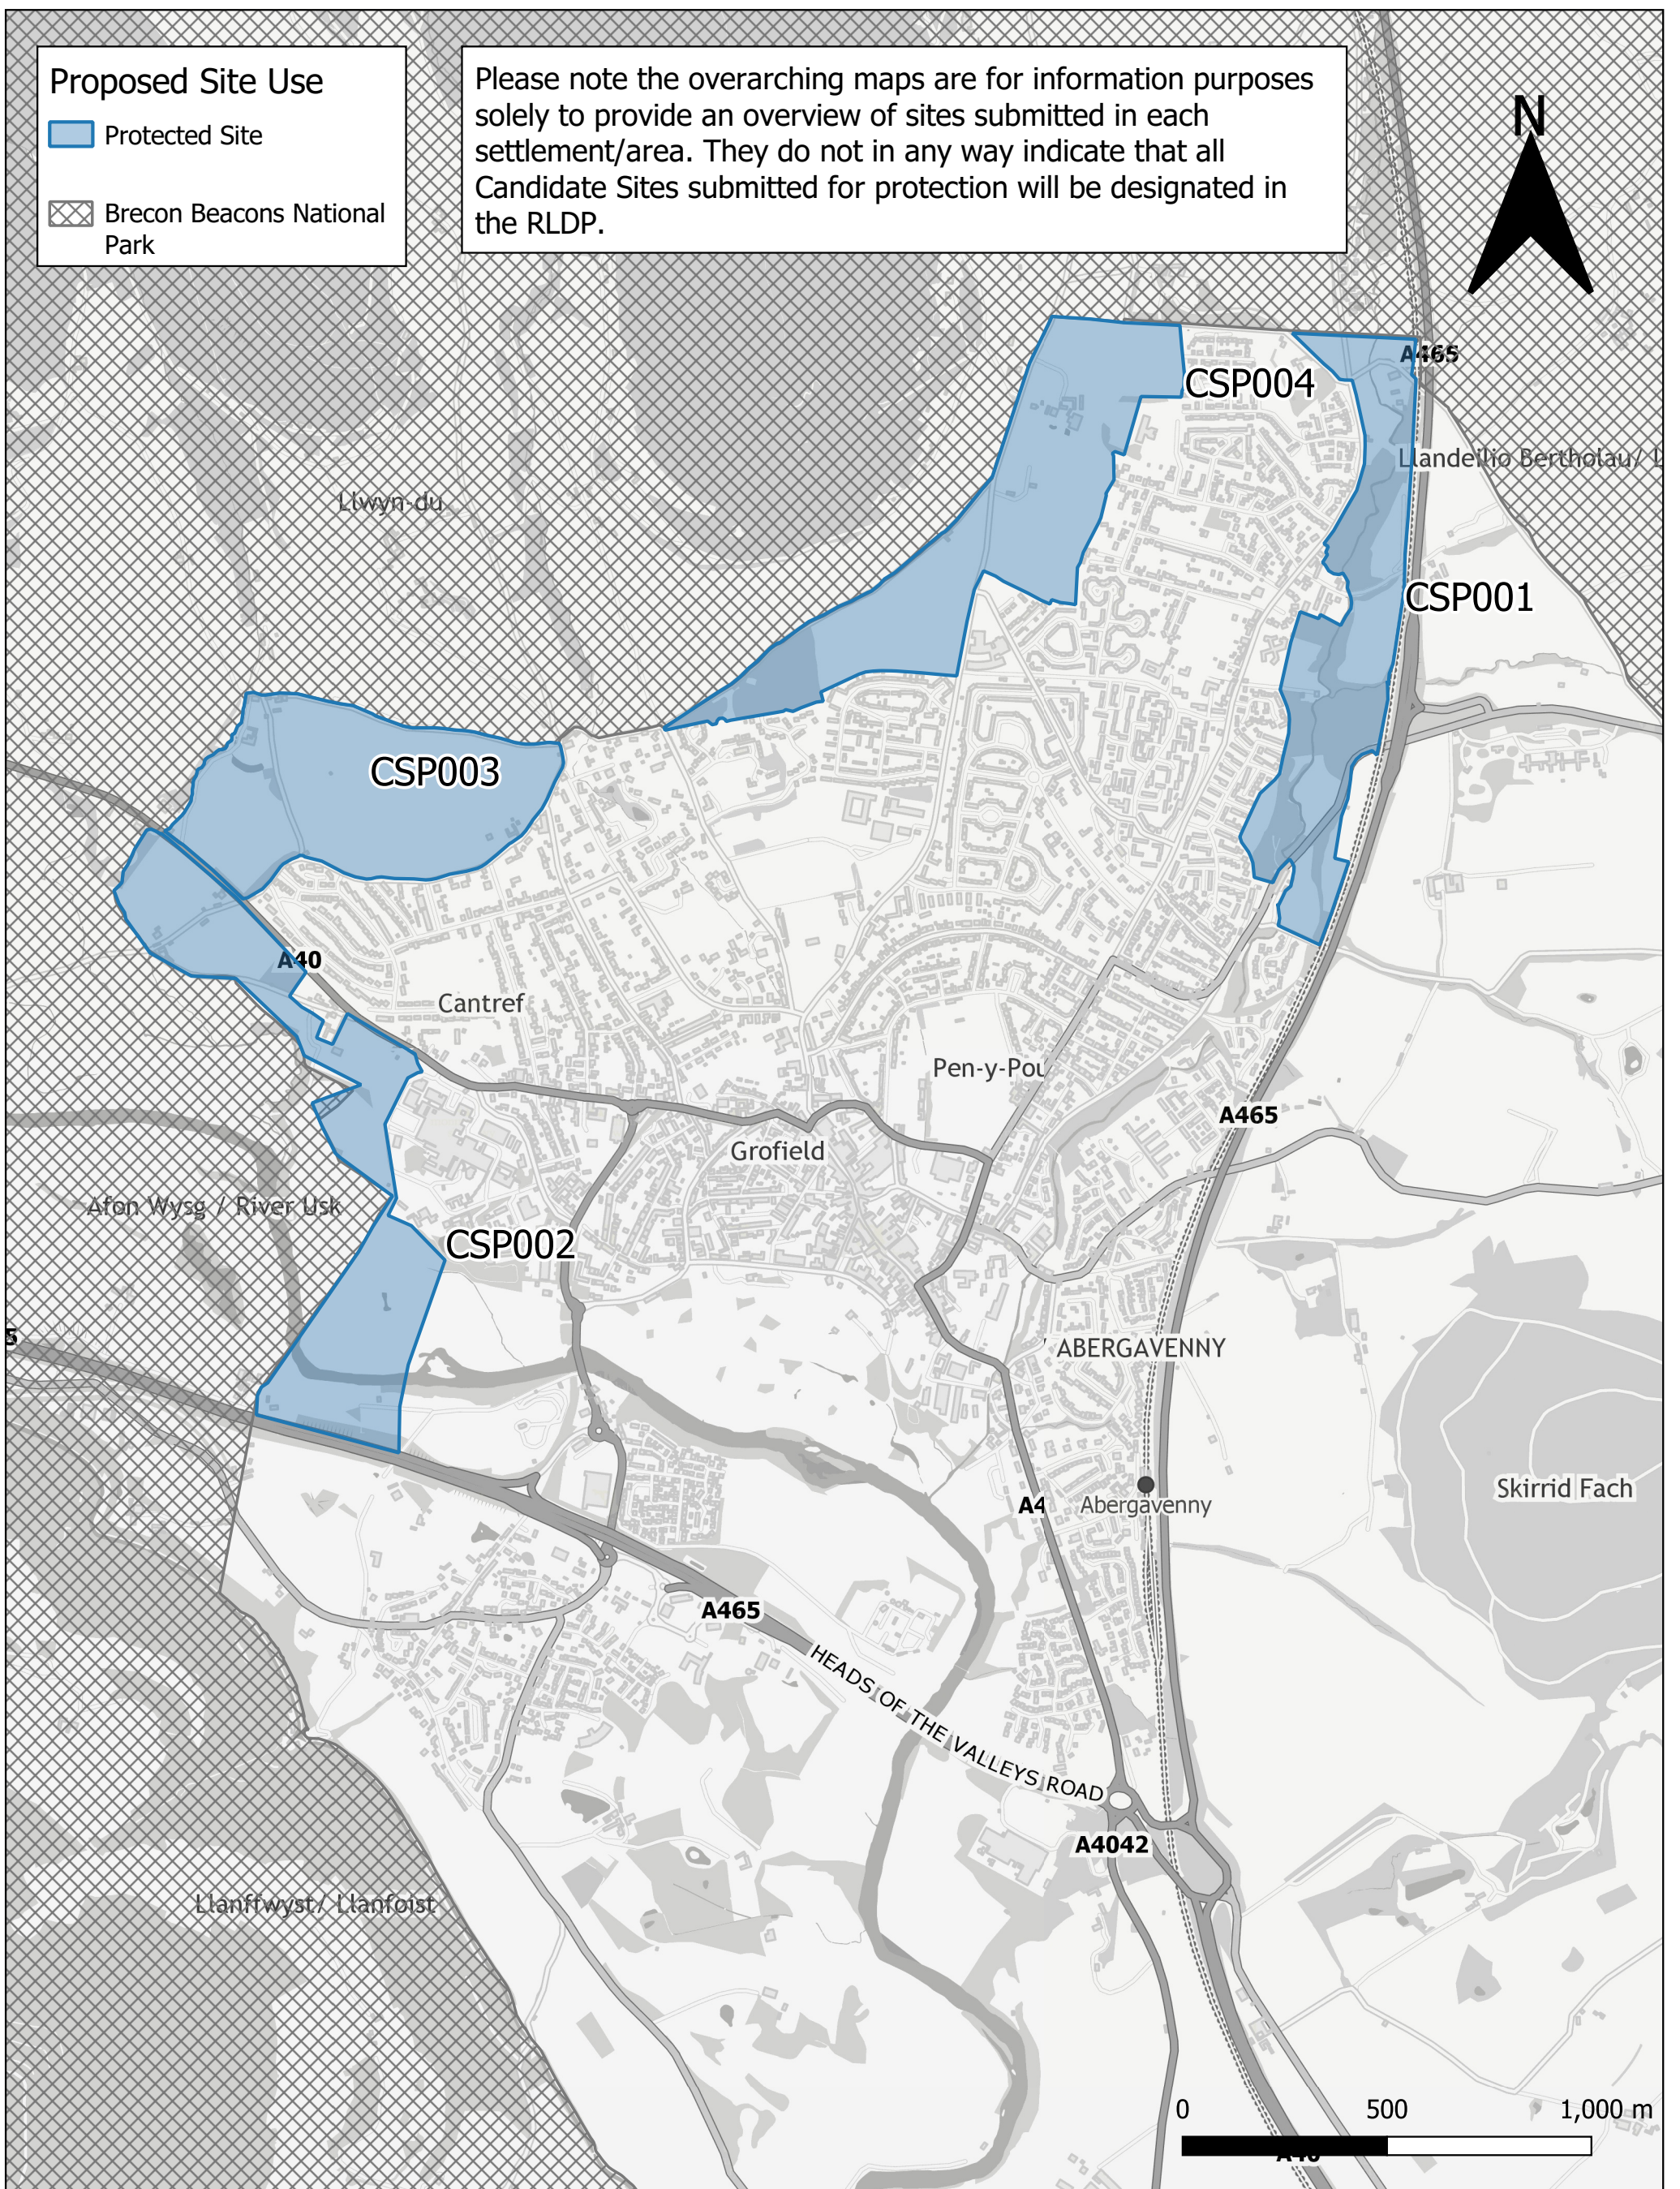 Proposed Site Use
Protected Site
Brecon Beacons National
Park
Please note the overarching maps are for information purposes
solely to provide an overview of sites submitted in each
settlement/area. They do not in any way indicate that all
Candidate Sites submitted for protection will be designated in
the RLDP.
N
A465
CSP004
Llandeilio Bertholau/ L
Llwyn-du
CSP001
CSP003
A40
Cantref
Pen-y-Pou
A465
Grofield
Afon Wysg / River Usk
CSP002
5
ABERGAVENNY
Skirrid Fach
A4
Abergavenny
A465
HEADS OF THE VALLEYS ROAD
A4042
Llanffwyst/ Llanfoist
0 500 1,000 m
A40